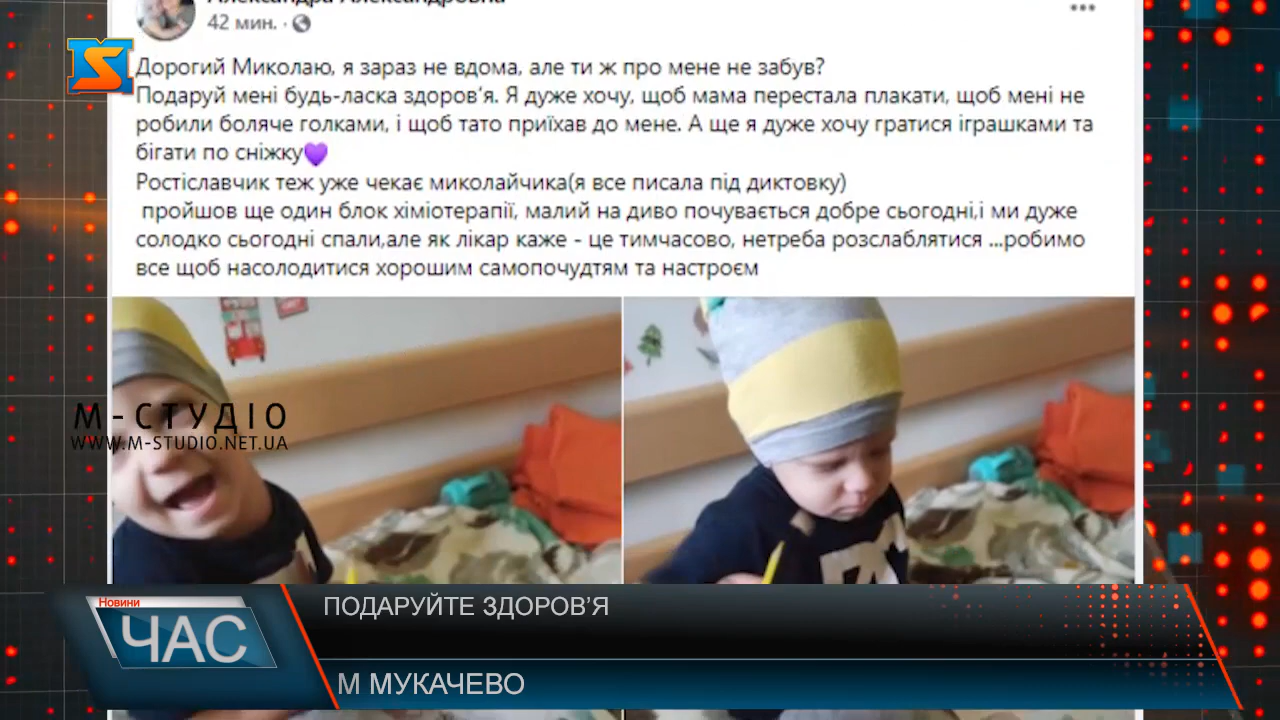 Александра Александровна
42 мин.
Дорогий Миколаю, я зараз не вдома, але ти ж про мене не забув?
Подаруй мені будь-ласка здоров'я. Я дуже хочу, щоб мама перестала плакати, щоб мені не
робили боляче голками, і щоб тато приїхав до мене. А ще я дуже хочу гратися іграшками та
бігати по сніжку💜
Ростіславчик теж уже чекає миколайчика(я все писала під диктовку)
пройшов ще один блок хіміотерапії, малий на диво почувається добре сьогодні,і ми дуже
солодко сьогодні спали,але як лікар каже - це тимчасово, нетреба розслаблятися ...робимо
все щоб насолодитися хорошим самопочудтям та настроєм
М-СТУДІО
WWW.M-STUDIO.NET.UA
Новини
ЧАС
ПОДАРУЙТЕ ЗДОРОВ'Я
М МУКАЧЕВО